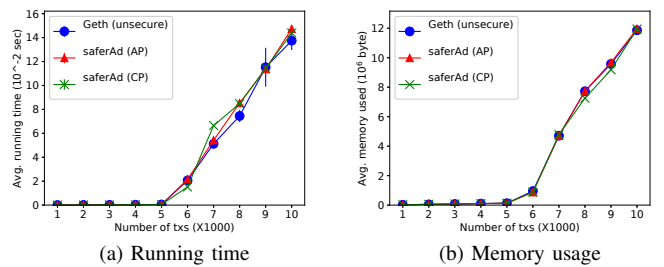 Geth (unsecure)
saferAd (AP)
saferAd (CP)
Avg. running time (10^-2 sec)
16
14
12
10
8
6
4
2
0
1 2 3 4 5 6 7 8 9 10
Number of txs (X1000)
(a) Running time
Geth (unsecure)
saferAd (AP)
saferAd (CP)
Avg. memory used (10⁶ byte)
12
10
8
6
4
2
0
1 2 3 4 5 6 7 8 9 10
Number of txs (X1000)
(b) Memory usage